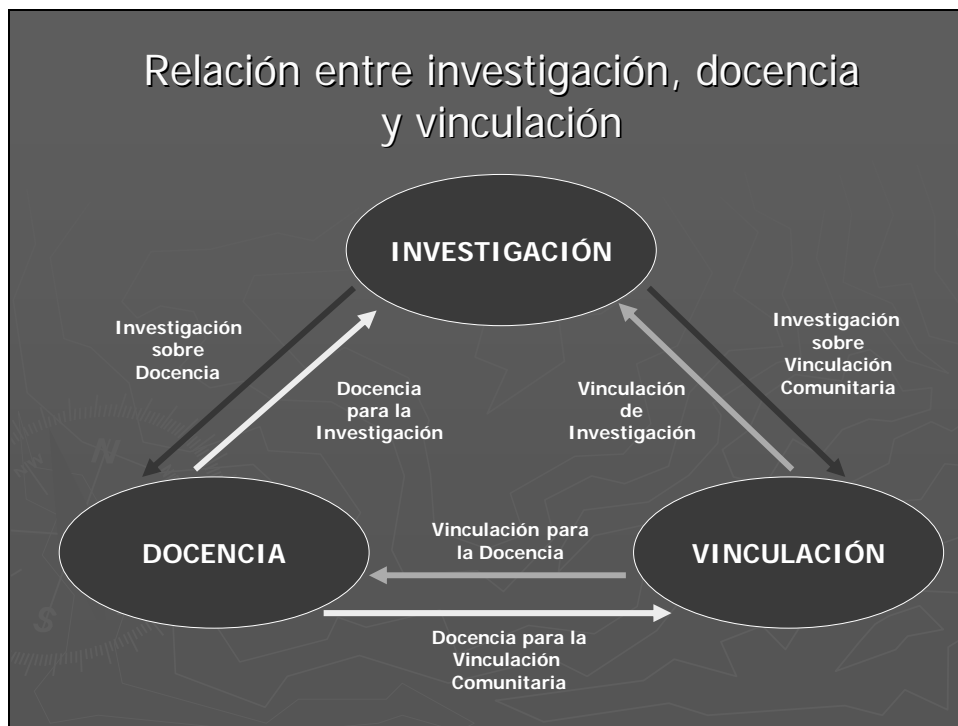 Relación entre investigación, docencia
y vinculación
INVESTIGACIÓN
Investigación
sobre
Docencia
Docencia
para la
Investigación
Vinculación
de
Investigación
Investigación
sobre
Vinculación
Comunitaria
DOCENCIA
Vinculación para
la Docencia
VINCULACIÓN
Docencia para la
Vinculación
Comunitaria
N
NW
S